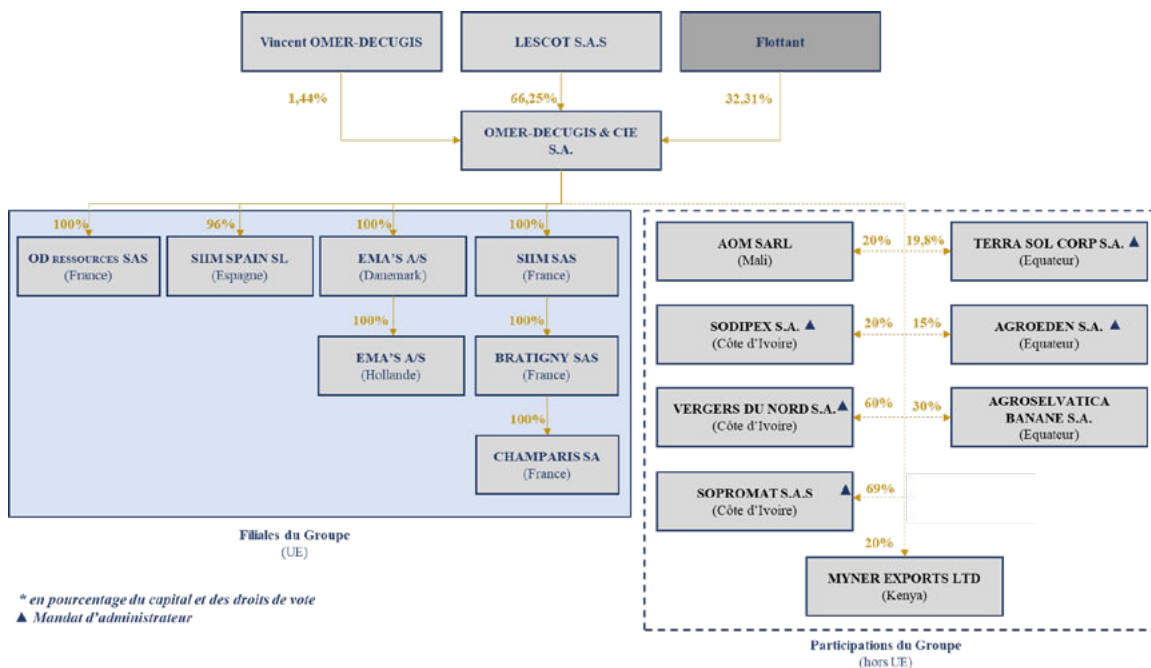 Vincent OMER-DECUGIS
LESCOT S.A.S
Flottant
1,44%
66,25%
32,31%
OMER-DECUGIS & CIE
S.A.
100%
96%
100%
100%
OD RESSOURCES SAS
(France)
SIIM SPAIN SL
(Espagne)
EMA'S A/S
(Danemark)
SIIM SAS
(France)
100%
100%
EMA'S A/S
(Hollande)
BRATIGNY SAS
(France)
100%
CHAMPARIS SA
(France)
Filiales du Groupe
(UE)
AOM SARL
(Mali)
20%
19,8%
TERRA SOL CORP S.A. ▲
(Equateur)
SODIPEX S.A. ▲
(Côte d'Ivoire)
20%
15%
AGROEDEN S.A. ▲
(Equateur)
VERGERS DU NORD S.A. ▲
(Côte d'Ivoire)
60%
30%
AGROSELVATICA
BANANE S.A.
(Equateur)
SOPROMAT S.A.S ▲
(Côte d'Ivoire)
69%
20%
MYNER EXPORTS LTD
(Kenya)
Participations du Groupe
(hors UE)
* en pourcentage du capital et des droits de vote
▲ Mandat d'administrateur